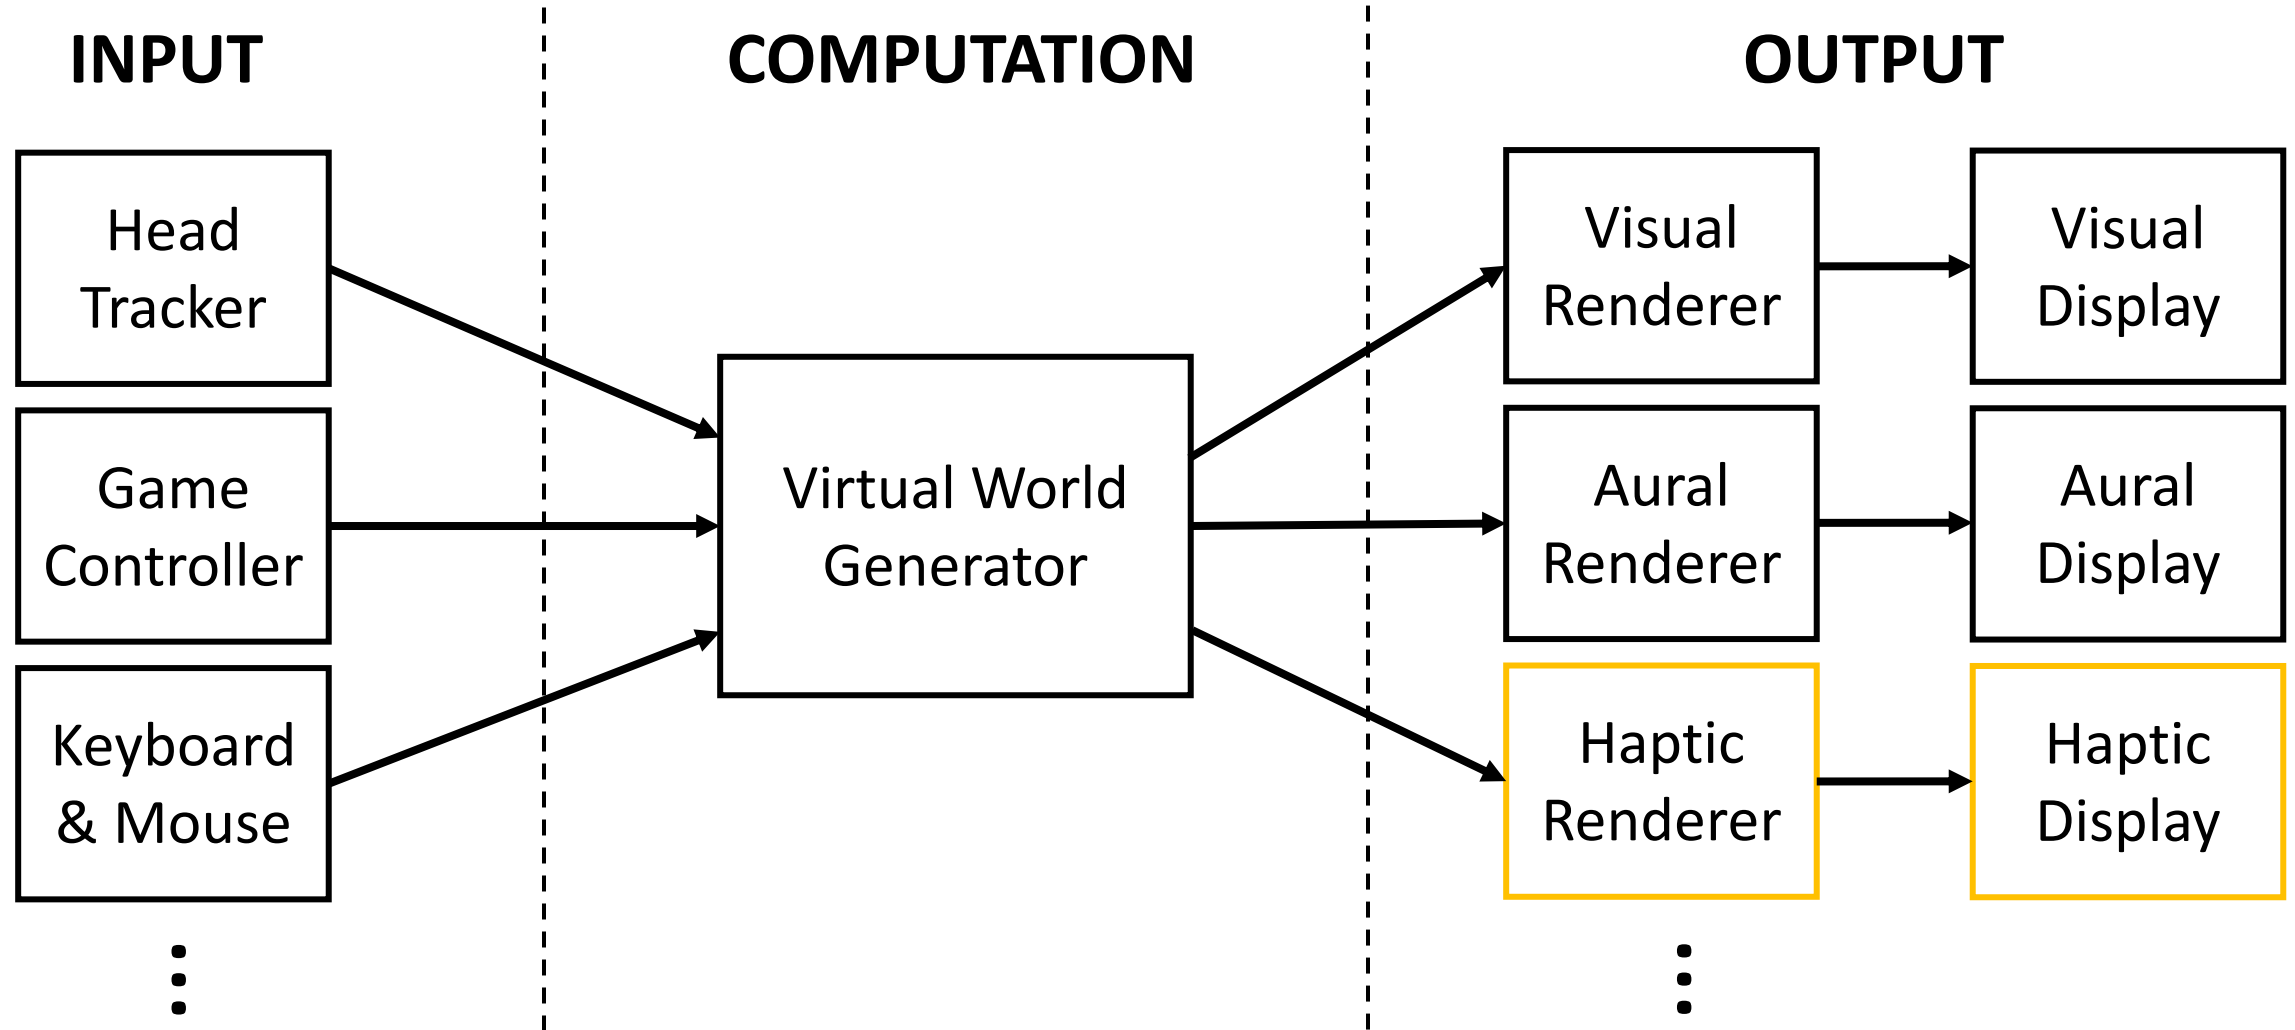 INPUT
COMPUTATION
OUTPUT
Head
Tracker
Game
Controller
Keyboard
& Mouse
Virtual World
Generator
Visual
Renderer
Visual
Display
Aural
Renderer
Aural
Display
Haptic
Renderer
Haptic
Display